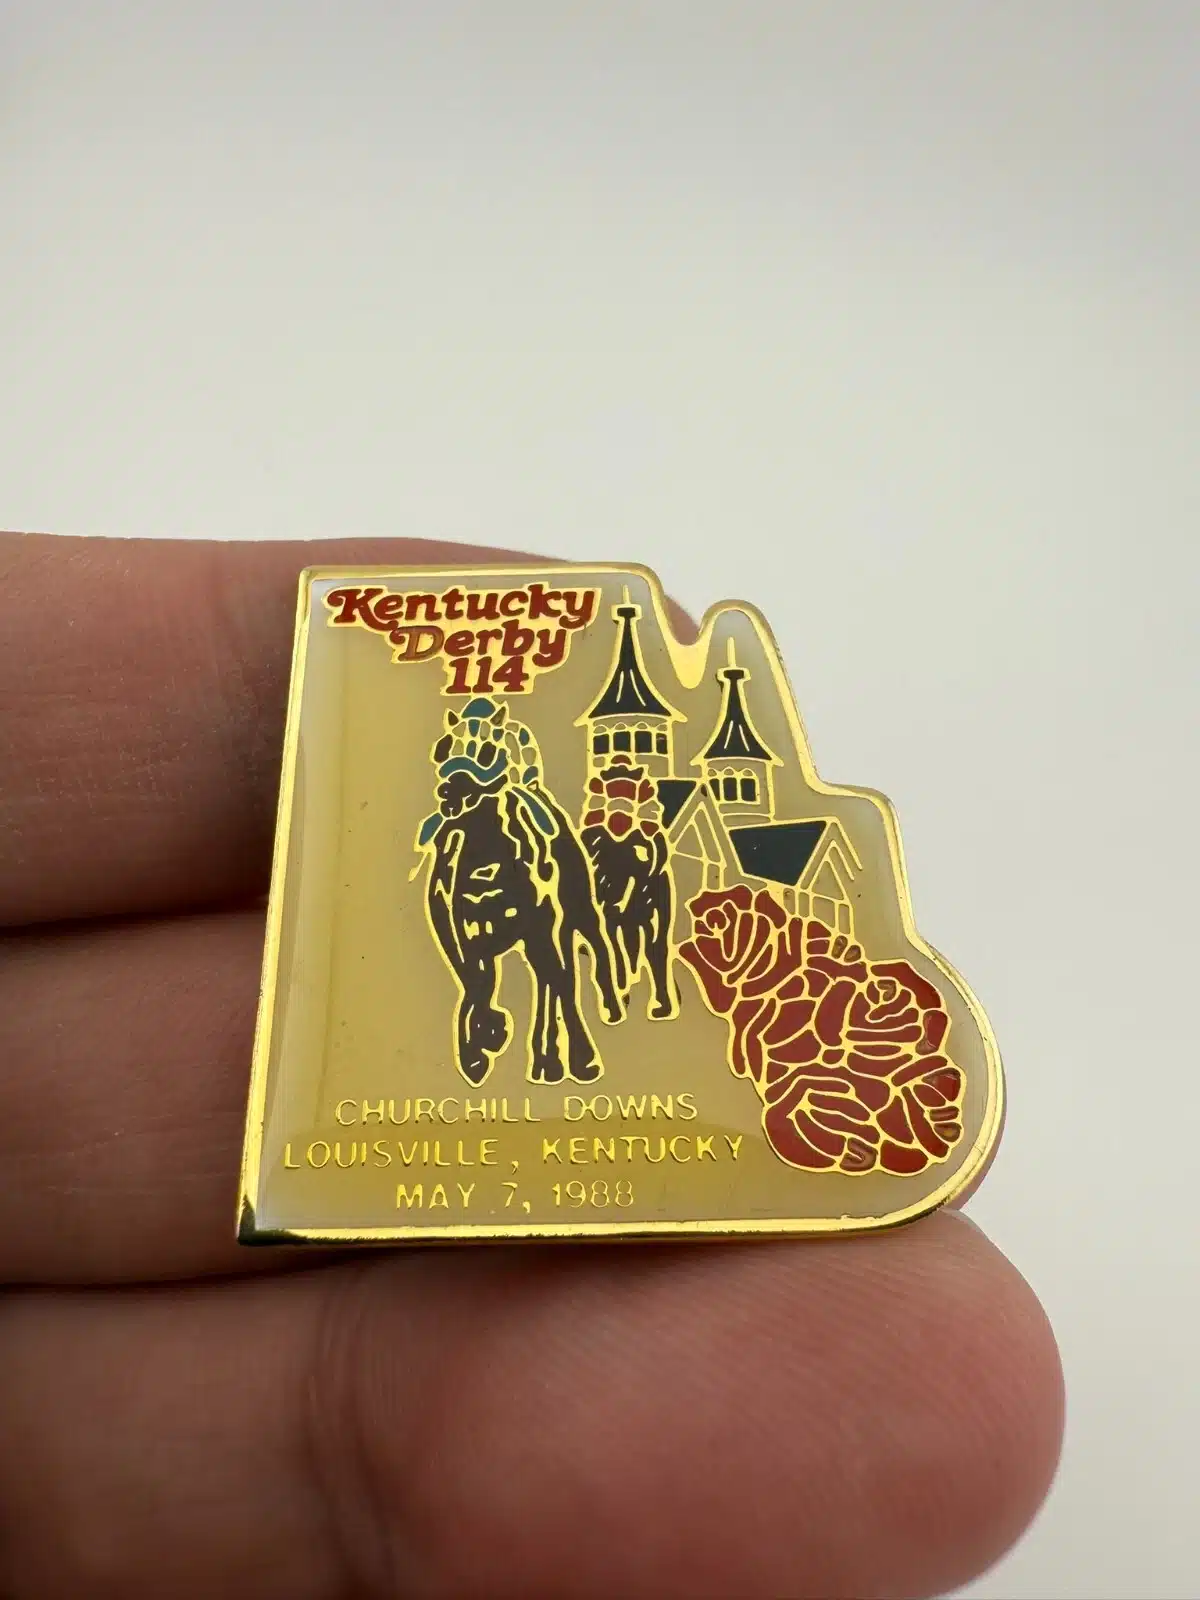 Kentucky
Derby
114
CHURCHILL DOWNS
LOUISVILLE, KENTUCKY
MAY 7, 1988